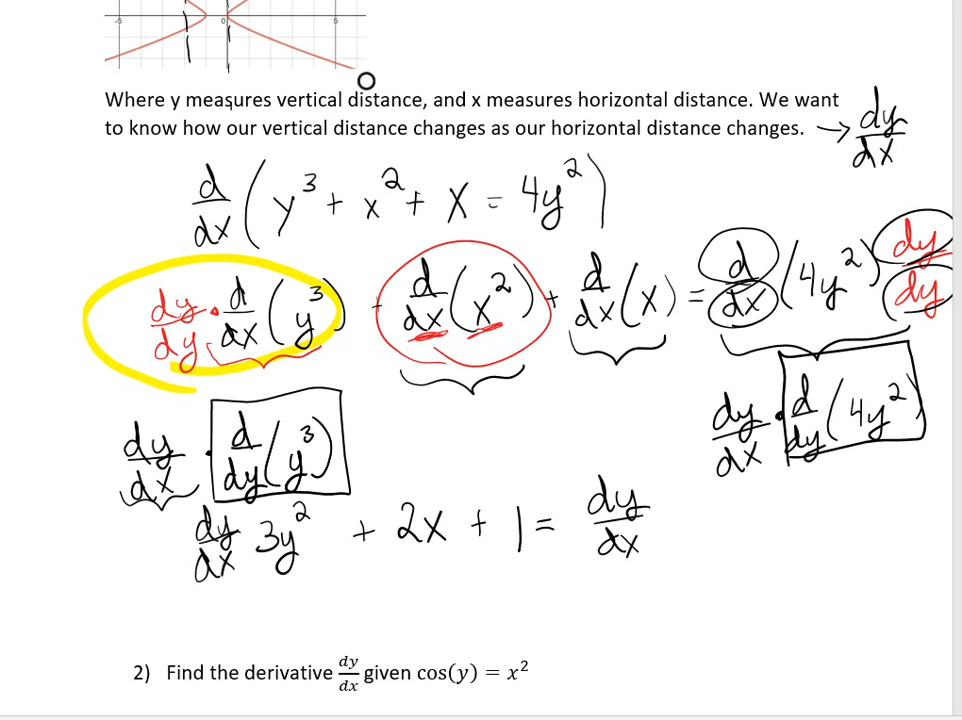 -5 0 5
Where y measures vertical distance, and x measures horizontal distance. We want
to know how our vertical distance changes as our horizontal distance changes. → dy/dx
d/dx (y³ + x² + x = 4y²)
dy/dy · d/dx (y³) + d/dx (x²) + d/dx (x) = d/dx (4y²) dy/dy
dy/dx · d/dy (y³) dy/dx · d/dy (4y²)
dy/dx 3y² + 2x + 1 = dy/dx
2) Find the derivative dy/dx given cos(y) = x²